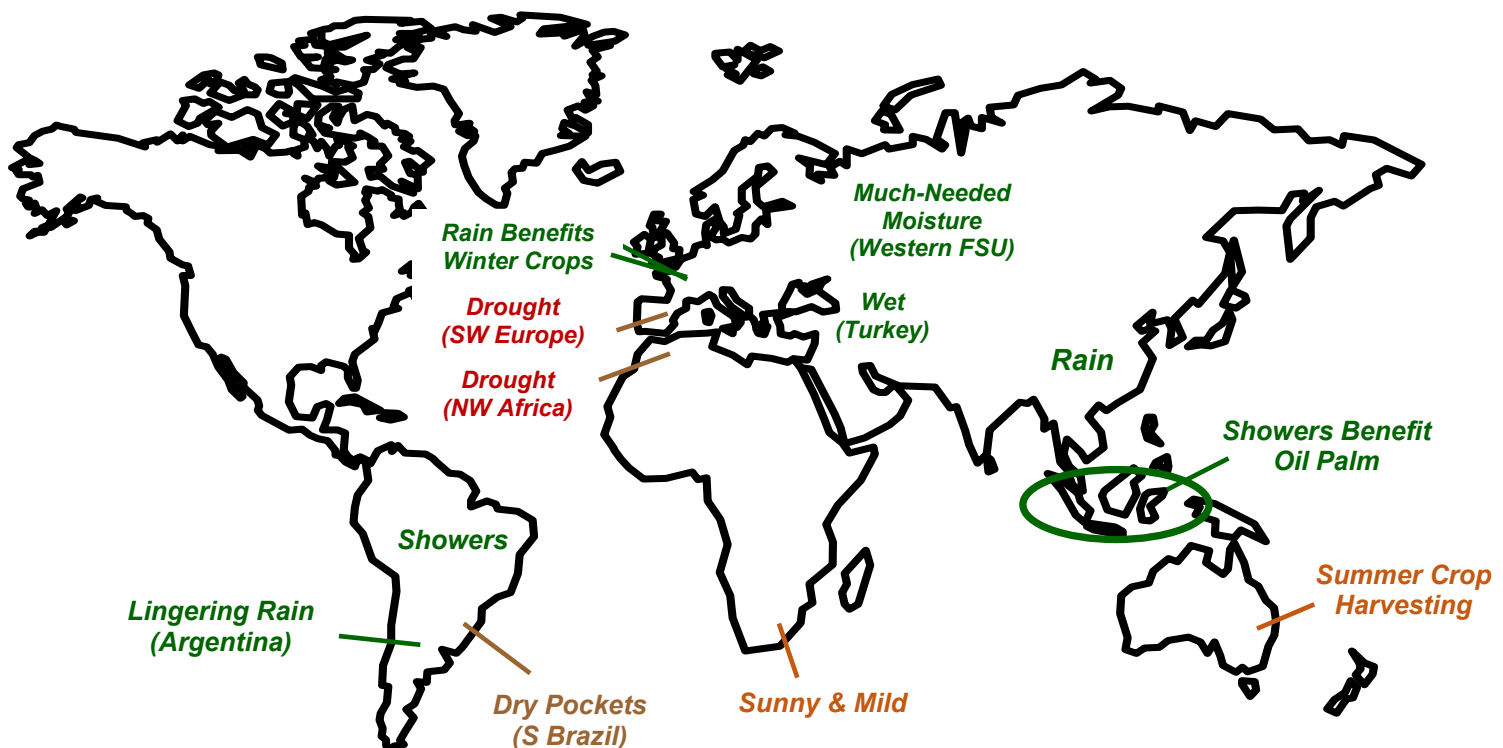 Much-Needed
Moisture
(Western FSU)
Rain Benefits
Winter Crops
Drought
(SW Europe)
Wet
(Turkey)
Drought
(NW Africa)
Rain
Showers Benefit
Oil Palm
Showers
Summer Crop
Harvesting
Lingering Rain
(Argentina)
Dry Pockets
(S Brazil)
Sunny & Mild